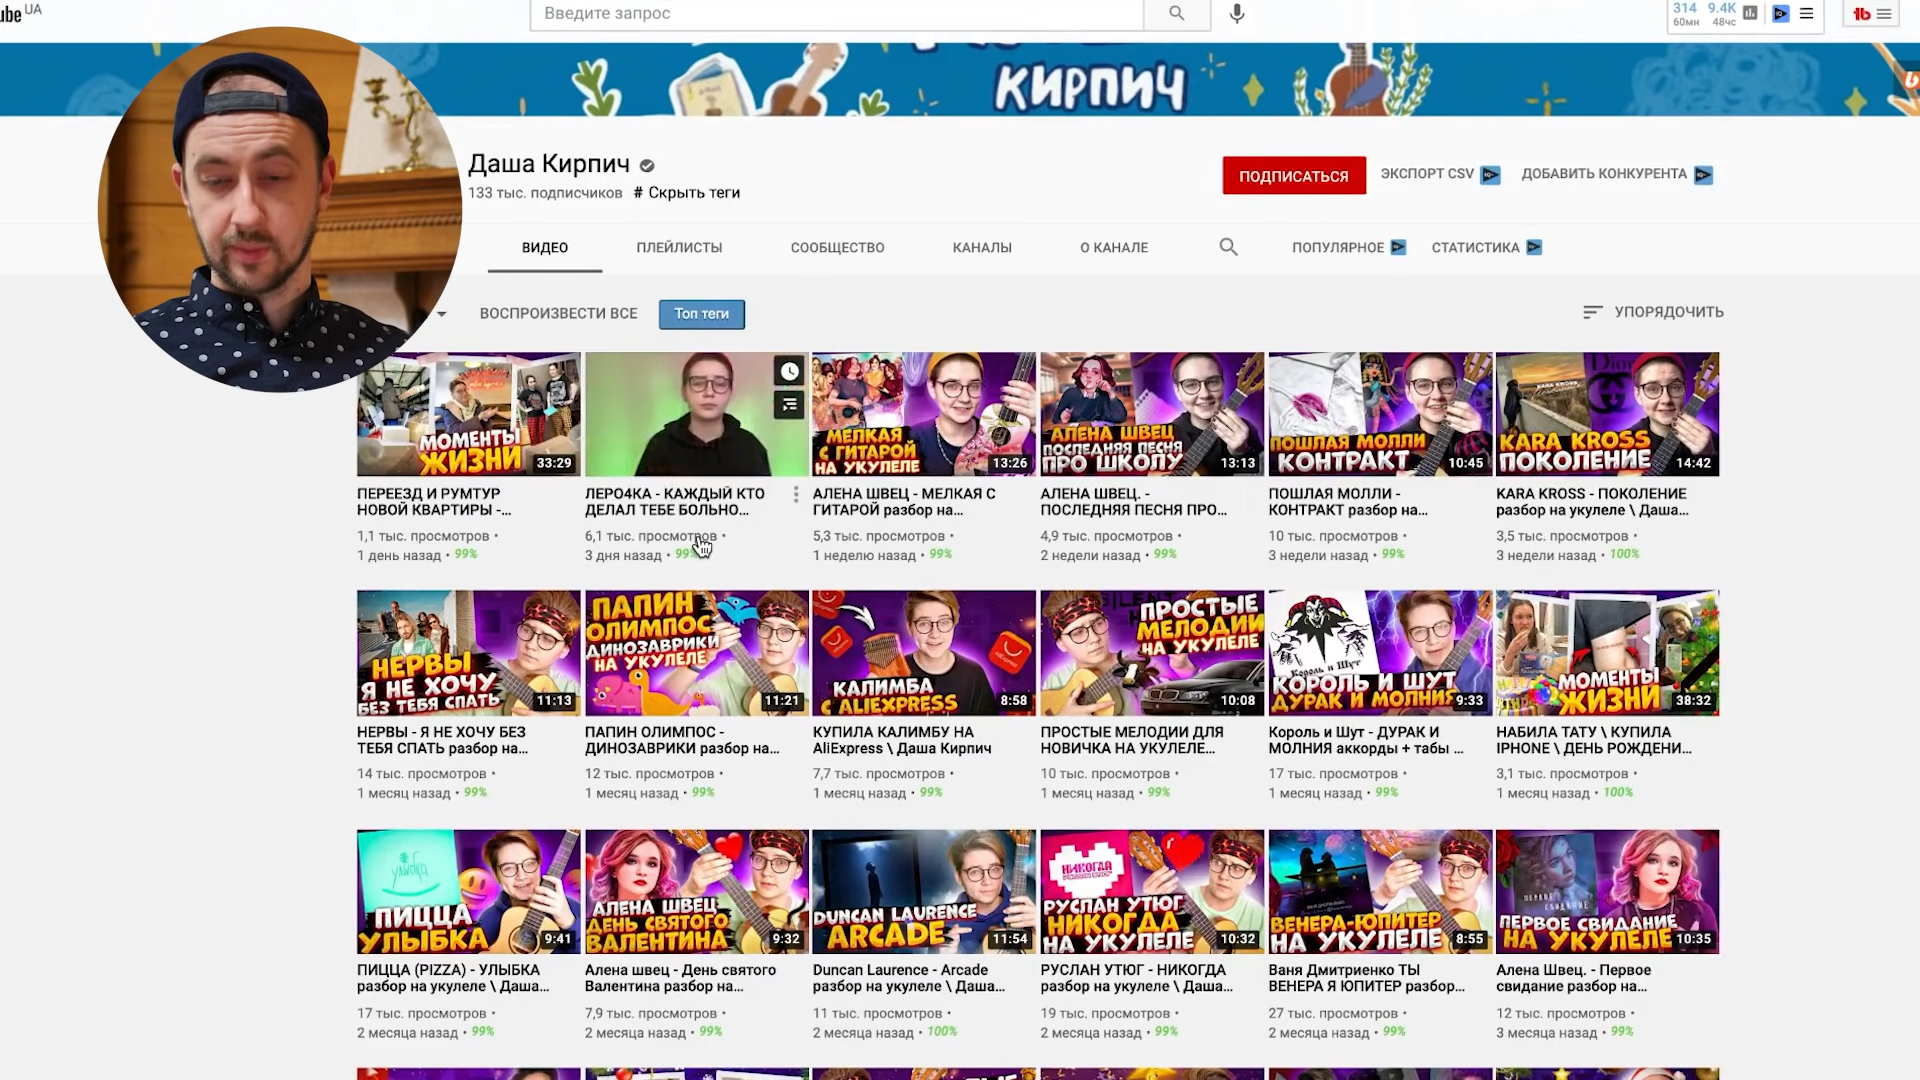 ube UA
Введите запрос
314 9.4K
60мн 48чс
КИРПИЧ
Даша Кирпич
133 тыс. подписчиков # Скрыть теги
ПОДПИСАТЬСЯ
ЭКСПОРТ CSV
ДОБАВИТЬ КОНКУРЕНТА
ВИДЕО
ПЛЕЙЛИСТЫ
СООБЩЕСТВО
КАНАЛЫ
О КАНАЛЕ
ПОПУЛЯРНОЕ
СТАТИСТИКА
ВОСПРОИЗВЕСТИ ВСЕ
Топ теги
УПОРЯДОЧИТЬ
МОМЕНТЫ
ЖИЗНИ
33:29
ПЕРЕЕЗД И РУМТУР
НОВОЙ КВАРТИРЫ -...
1,1 тыс. просмотров •
1 день назад • 99%
ЛЕРО4КА - КАЖДЫЙ КТО
ДЕЛАЛ ТЕБЕ БОЛЬНО...
6,1 тыс. просмотров •
3 дня назад • 99%
МЕЛКАЯ
С ГИТАРОЙ
НА УКУЛЕЛЕ
13:26
АЛЕНА ШВЕЦ - МЕЛКАЯ С
ГИТАРОЙ разбор на...
5,3 тыс. просмотров •
1 неделю назад • 99%
АЛЕНА ШВЕЦ
ПОСЛЕДНЯЯ ПЕСНЯ
ПРО ШКОЛУ
13:13
АЛЕНА ШВЕЦ. -
ПОСЛЕДНЯЯ ПЕСНЯ ПРО...
4,9 тыс. просмотров •
2 недели назад • 99%
ПОШЛАЯ МОЛЛИ
КОНТРАКТ
10:45
ПОШЛАЯ МОЛЛИ -
КОНТРАКТ разбор на...
10 тыс. просмотров •
3 недели назад • 99%
Dior
KARA KROSS
KARA KROSS
ПОКОЛЕНИЕ
14:42
KARA KROSS - ПОКОЛЕНИЕ
разбор на укулеле \ Даша...
3,5 тыс. просмотров •
3 недели назад • 100%
НЕРВЫ
Я НЕ ХОЧУ
БЕЗ ТЕБЯ СПАТЬ
11:13
НЕРВЫ - Я НЕ ХОЧУ БЕЗ
ТЕБЯ СПАТЬ разбор на...
14 тыс. просмотров •
1 месяц назад • 99%
ПАПИН
ОЛИМПОС
ДИНОЗАВРИКИ
НА УКУЛЕЛЕ
11:21
ПАПИН ОЛИМПОС -
ДИНОЗАВРИКИ разбор на...
12 тыс. просмотров •
1 месяц назад • 99%
КАЛИМБА
С ALIEXPRESS
8:58
КУПИЛА КАЛИМБУ НА
AliExpress \ Даша Кирпич
7,7 тыс. просмотров •
1 месяц назад • 99%
ПРОСТЫЕ
МЕЛОДИИ
НА УКУЛЕЛЕ
10:08
ПРОСТЫЕ МЕЛОДИИ ДЛЯ
НОВИЧКА НА УКУЛЕЛЕ...
10 тыс. просмотров •
1 месяц назад • 99%
Король и Шут
КОРОЛЬ И ШУТ
ДУРАК И МОЛНИЯ
9:33
Король и Шут - ДУРАК И
МОЛНИЯ аккорды + табы ...
17 тыс. просмотров •
1 месяц назад • 99%
МОМЕНТЫ
ЖИЗНИ
38:32
НАБИЛА ТАТУ \ КУПИЛА
IPHONE \ ДЕНЬ РОЖДЕНИ...
3,1 тыс. просмотров •
1 месяц назад • 100%
улыбка
ПИЦЦА
УЛЫБКА
9:41
ПИЦЦА (PIZZA) - УЛЫБКА
разбор на укулеле \ Даша...
17 тыс. просмотров •
2 месяца назад • 99%
АЛЕНА ШВЕЦ
ДЕНЬ СВЯТОГО
ВАЛЕНТИНА
9:32
Алена швец - День святого
Валентина разбор на...
7,9 тыс. просмотров •
2 месяца назад • 99%
DUNCAN LAURENCE
ARCADE
11:54
Duncan Laurence - Arcade
разбор на укулеле \ Даша...
11 тыс. просмотров •
2 месяца назад • 100%
НИКОГДА
РУСЛАН УТЮГ
НИКОГДА
НА УКУЛЕЛЕ
10:32
РУСЛАН УТЮГ - НИКОГДА
разбор на укулеле \ Даша...
19 тыс. просмотров •
2 месяца назад • 99%
ВЕНЕРА-ЮПИТЕР
НА УКУЛЕЛЕ
8:55
Ваня Дмитриенко ТЫ
ВЕНЕРА Я ЮПИТЕР разбор...
27 тыс. просмотров •
2 месяца назад • 99%
ПЕРВОЕ СВИДАНИЕ
НА УКУЛЕЛЕ
10:35
Алена Швец. - Первое
свидание разбор на...
12 тыс. просмотров •
3 месяца назад • 99%